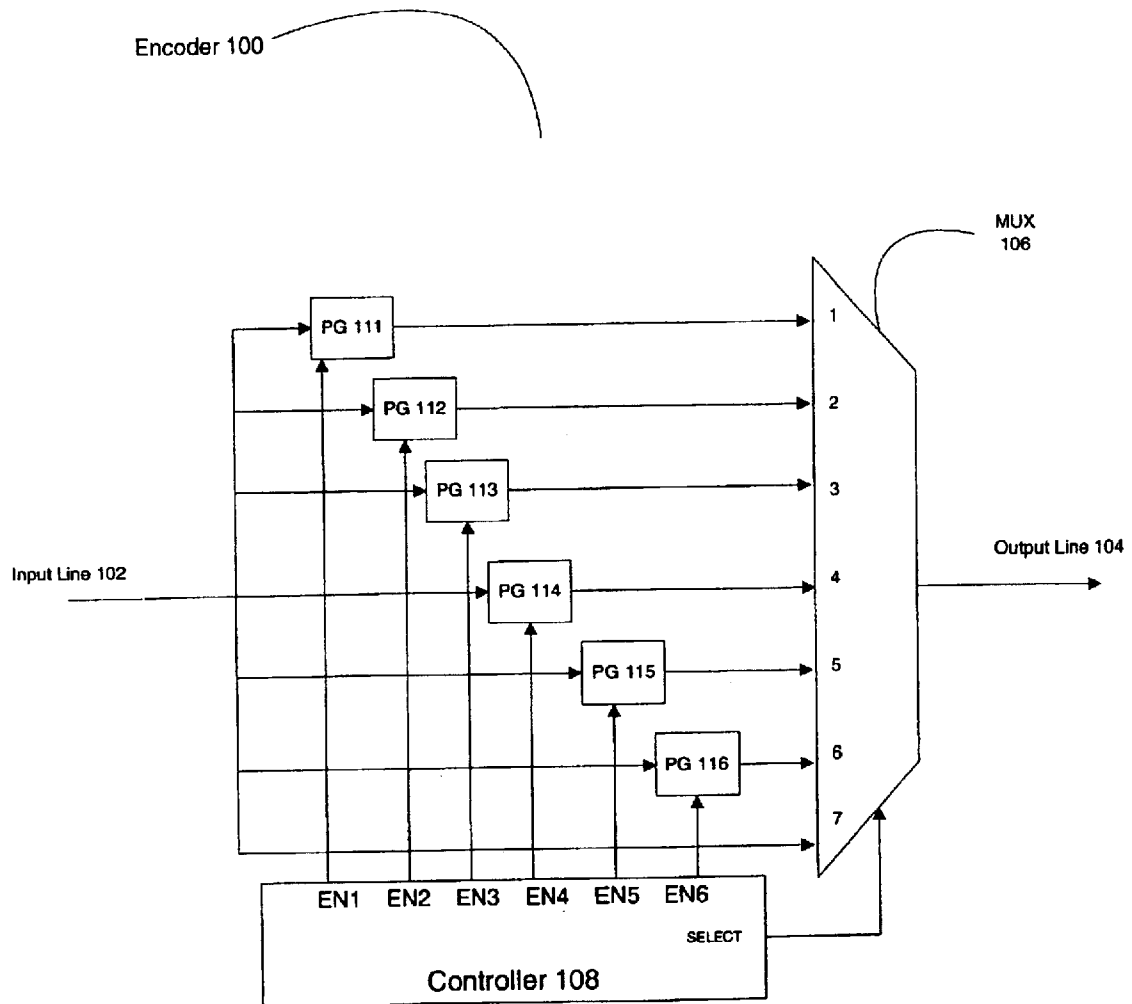 Encoder 100
MUX
106
PG 111
1
PG 112
2
PG 113
3
Input Line 102
PG 114
4
Output Line 104
PG 115
5
PG 116
6
7
EN1 EN2 EN3 EN4 EN5 EN6
SELECT
Controller 108